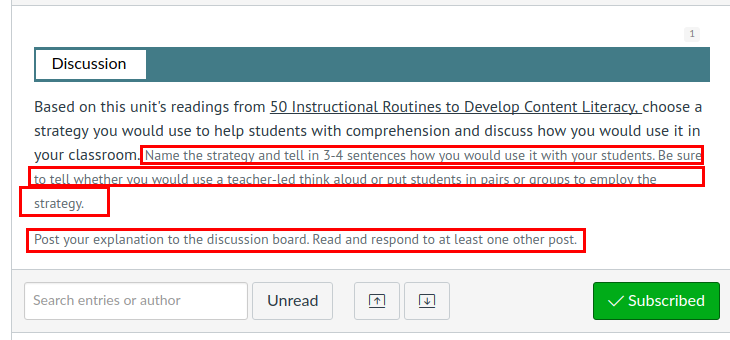 1
Discussion
Based on this unit's readings from 50 Instructional Routines to Develop Content Literacy, choose a
strategy you would use to help students with comprehension and discuss how you would use it in
your classroom. Name the strategy and tell in 3-4 sentences how you would use it with your students. Be sure
to tell whether you would use a teacher-led think aloud or put students in pairs or groups to employ the
strategy.
Post your explanation to the discussion board. Read and respond to at least one other post.
Search entries or author Unread Subscribed